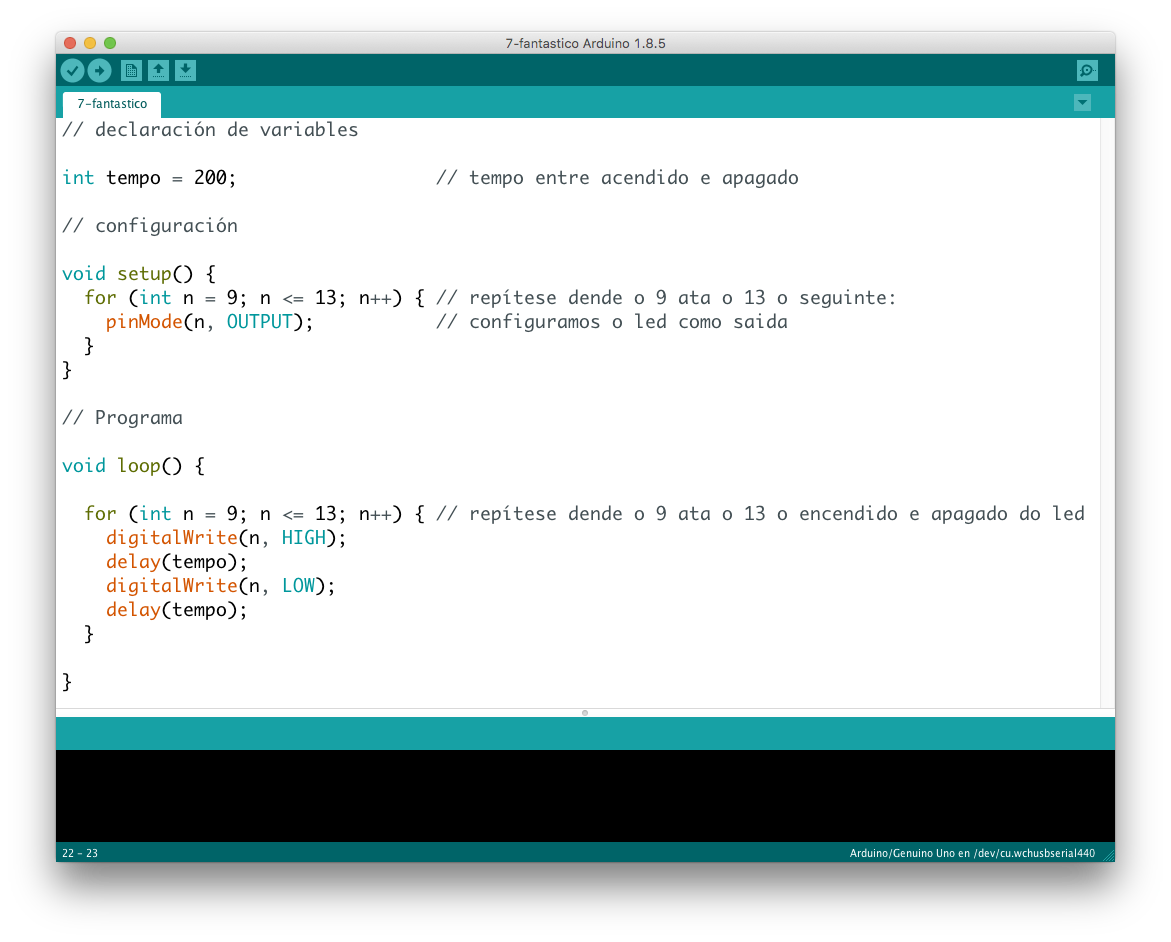 7-fantastico Arduino 1.8.5
7-fantastico
// declaración de variables
int tempo = 200; // tempo entre acendido e apagado
// configuración
void setup() {
for (int n = 9; n <= 13; n++) { // repítese dende o 9 ata o 13 o seguinte:
pinMode(n, OUTPUT); // configuramos o led como saida
}
}
// Programa
void loop() {
for (int n = 9; n <= 13; n++) { // repítese dende o 9 ata o 13 o encendido e apagado do led
digitalWrite(n, HIGH);
delay(tempo);
digitalWrite(n, LOW);
delay(tempo);
}
}
22 - 23 Arduino/Genuino Uno en /dev/cu.wchusbserial440